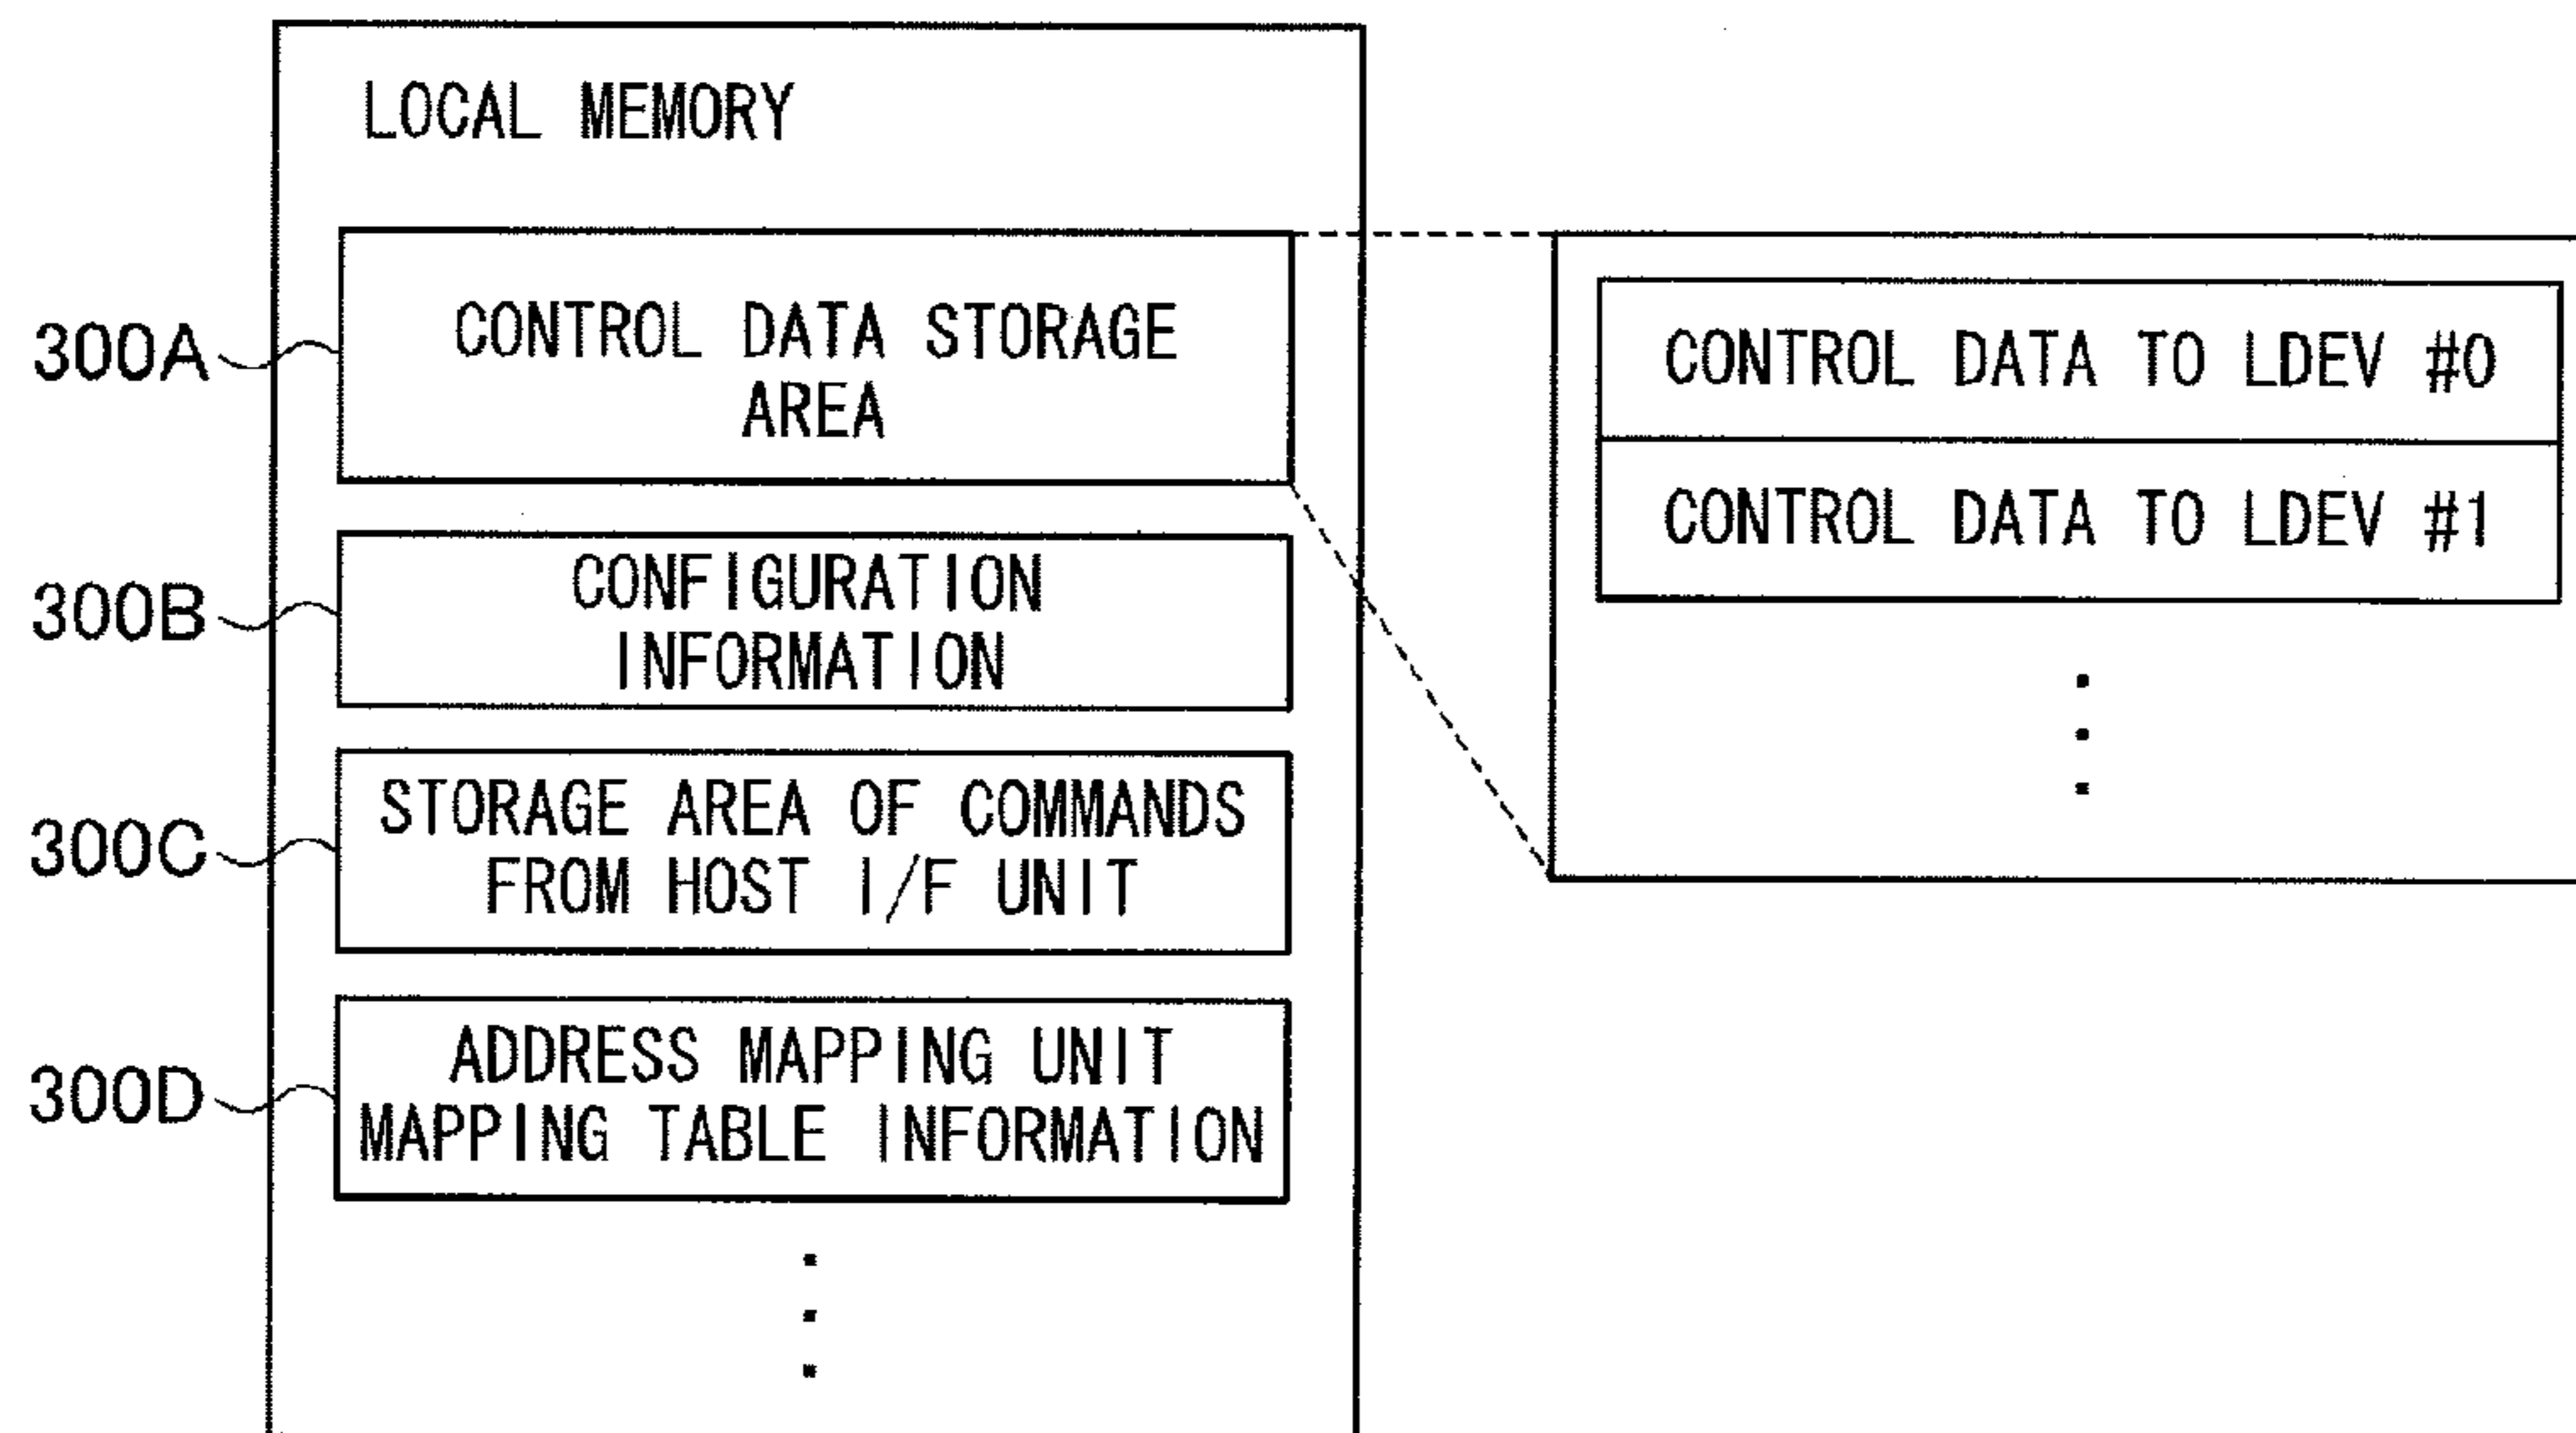 LOCAL MEMORY
300A
CONTROL DATA STORAGE
AREA
CONTROL DATA TO LDEV #0
CONTROL DATA TO LDEV #1
300B
CONFIGURATION
INFORMATION
300C
STORAGE AREA OF COMMANDS
FROM HOST I/F UNIT
300D
ADDRESS MAPPING UNIT
MAPPING TABLE INFORMATION